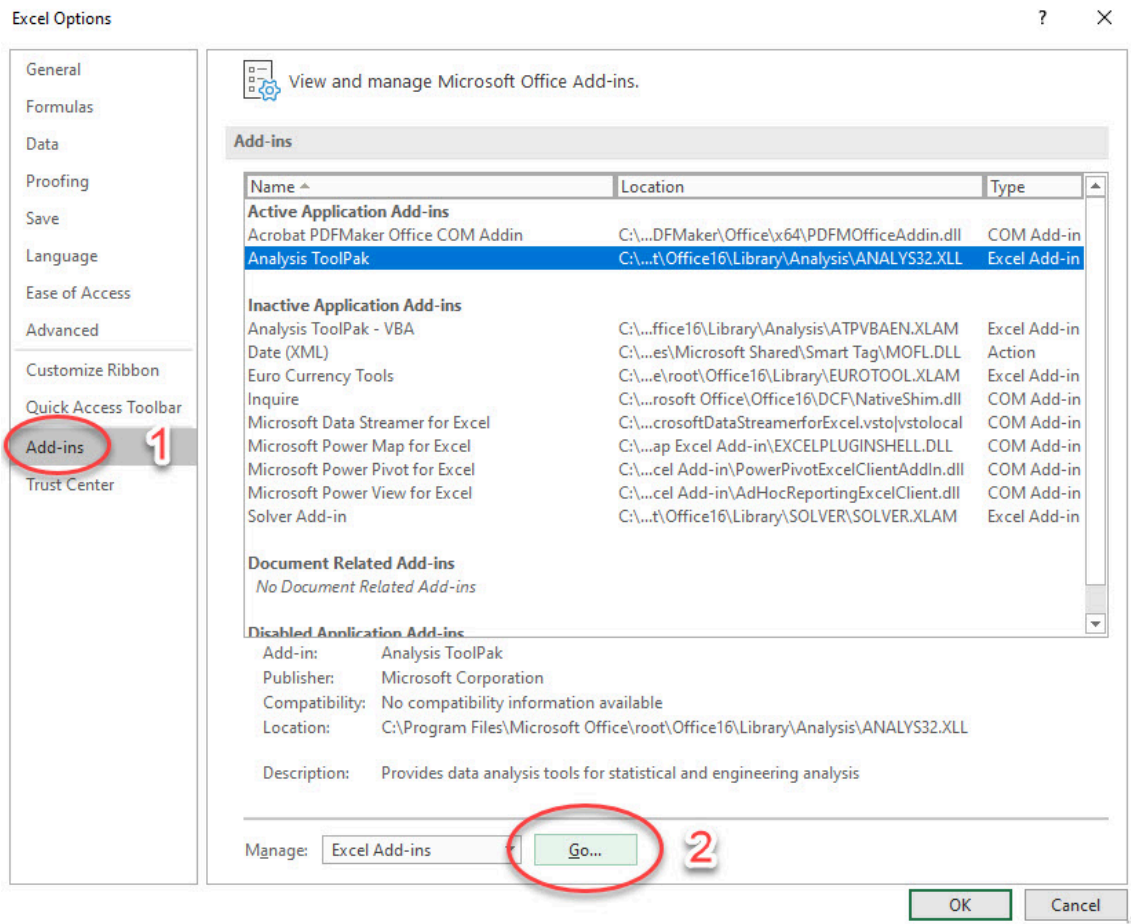 Excel Options
?
General
Formulas
Data
Proofing
Save
Language
Ease of Access
Advanced
Customize Ribbon
Quick Access Toolbar
Add-ins
1
Trust Center
View and manage Microsoft Office Add-ins.
Add-ins
Name Location Type
Active Application Add-ins
Acrobat PDFMaker Office COM Addin C:\...DFMaker\Office\x64\PDFMOfficeAddin.dll COM Add-in
Analysis ToolPak C:\...t\Office16\Library\Analysis\ANALYS32.XLL Excel Add-in
Inactive Application Add-ins
Analysis ToolPak - VBA C:\...ffice16\Library\Analysis\ATPVBAEN.XLAM Excel Add-in
Date (XML) C:\...es\Microsoft Shared\Smart Tag\MOFL.DLL Action
Euro Currency Tools C:\...e\root\Office16\Library\EUROTOOL.XLAM Excel Add-in
Inquire C:\...rosoft Office\Office16\DCF\NativeShim.dll COM Add-in
Microsoft Data Streamer for Excel C:\...crosoftDataStreamerforExcel.vsto|vstolocal COM Add-in
Microsoft Power Map for Excel C:\...ap Excel Add-in\EXCELPLUGINSHELL.DLL COM Add-in
Microsoft Power Pivot for Excel C:\...cel Add-in\PowerPivotExcelClientAddIn.dll COM Add-in
Microsoft Power View for Excel C:\...cel Add-in\AdHocReportingExcelClient.dll COM Add-in
Solver Add-in C:\...t\Office16\Library\SOLVER\SOLVER.XLAM Excel Add-in
Document Related Add-ins
No Document Related Add-ins
Disabled Application Add-ins
Add-in: Analysis ToolPak
Publisher: Microsoft Corporation
Compatibility: No compatibility information available
Location: C:\Program Files\Microsoft Office\root\Office16\Library\Analysis\ANALYS32.XLL
Description: Provides data analysis tools for statistical and engineering analysis
Manage: Excel Add-ins Go... 2
OK Cancel